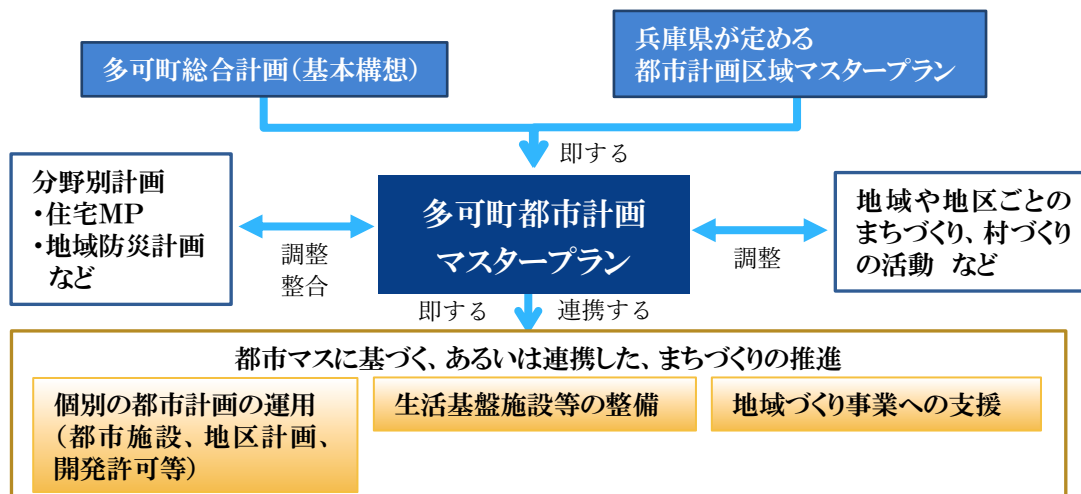 多可町総合計画(基本構想)
兵庫県が定める
都市計画区域マスタープラン
即する
分野別計画
・住宅MP
・地域防災計画
など
調整
整合
多可町都市計画
マスタープラン
調整
地域や地区ごとの
まちづくり、村づくり
の活動 など
即する
連携する
都市マスに基づく、あるいは連携した、まちづくりの推進
個別の都市計画の運用
(都市施設、地区計画、
開発許可等)
生活基盤施設等の整備
地域づくり事業への支援